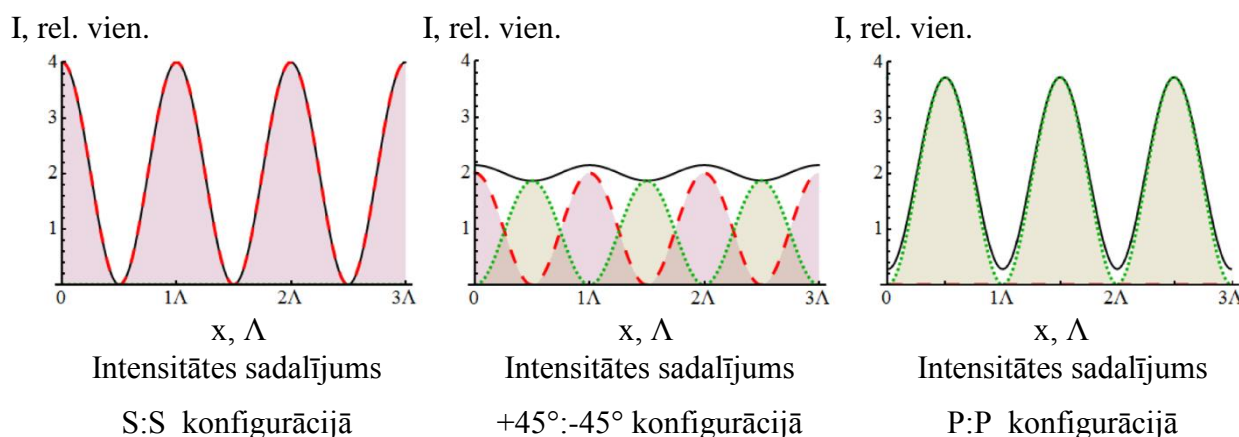 I, rel. vien.
I, rel. vien.
I, rel. vien.
4
3
2
1
0
1Λ
2Λ
3Λ
4
3
2
1
0
1Λ
2Λ
3Λ
4
3
2
1
0
1Λ
2Λ
3Λ
x, Λ
x, Λ
x, Λ
Intensitātes sadalījums
Intensitātes sadalījums
Intensitātes sadalījums
S:S konfigurācijā
+45°:-45° konfigurācijā
P:P konfigurācijā